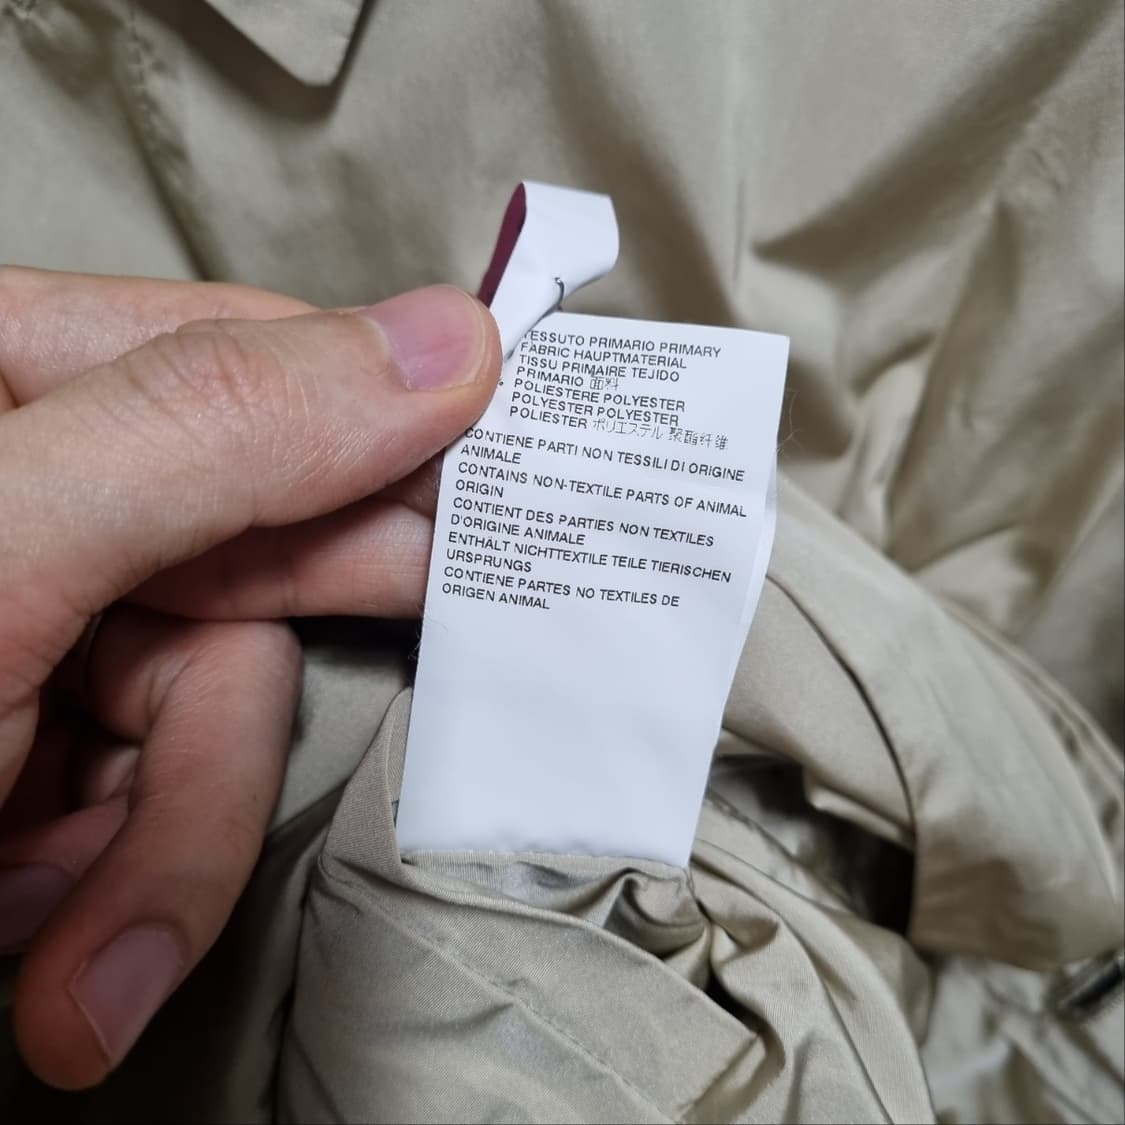 TESSUTO PRIMARIO PRIMARY
FABRIC HAUPTMATERIAL
TISSU PRIMAIRE TEJIDO
PRIMARIO 面料
POLIESTERE POLYESTER
POLYESTER POLYESTER
POLIESTER ポリエステル 聚酯纤维
CONTIENE PARTI NON TESSILI DI ORIGINE
ANIMALE
CONTAINS NON-TEXTILE PARTS OF ANIMAL
ORIGIN
CONTIENT DES PARTIES NON TEXTILES
D'ORIGINE ANIMALE
ENTHÄLT NICHTTEXTILE TEILE TIERISCHEN
URSPRUNGS
CONTIENE PARTES NO TEXTILES DE
ORIGEN ANIMAL